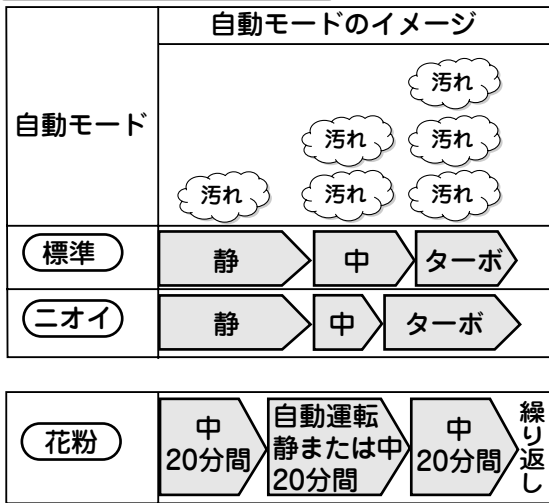 自動モードのイメージ
自動モード
汚れ
汚れ 汚れ
汚れ 汚れ 汚れ
標準 静 中 ターボ
ニオイ 静 中 ターボ
花粉
中
20分間
自動運転
静または中
20分間
中
20分間
繰り返し